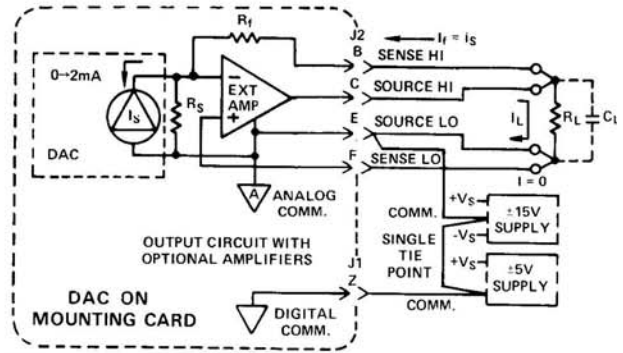 Rf
J2
If = iS
B
SENSE HI
0→2mA
IS
RS
−
EXT
AMP
+
C
SOURCE HI
IL
RL
CL
E
SOURCE LO
DAC
F
SENSE LO
I = 0
A
ANALOG
COMM.
+VS
COMM.
±15V
SUPPLY
−VS
OUTPUT CIRCUIT WITH
OPTIONAL AMPLIFIERS
SINGLE
TIE
POINT
+VS
±5V
SUPPLY
J1
Z
COMM.
DAC ON
MOUNTING CARD
DIGITAL
COMM.